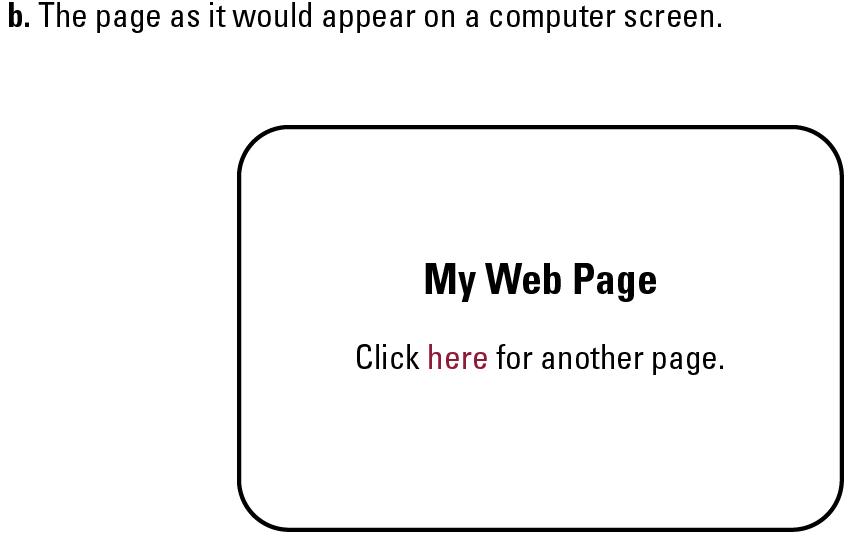 b. The page as it would appear on a computer screen.
My Web Page
Click here for another page.